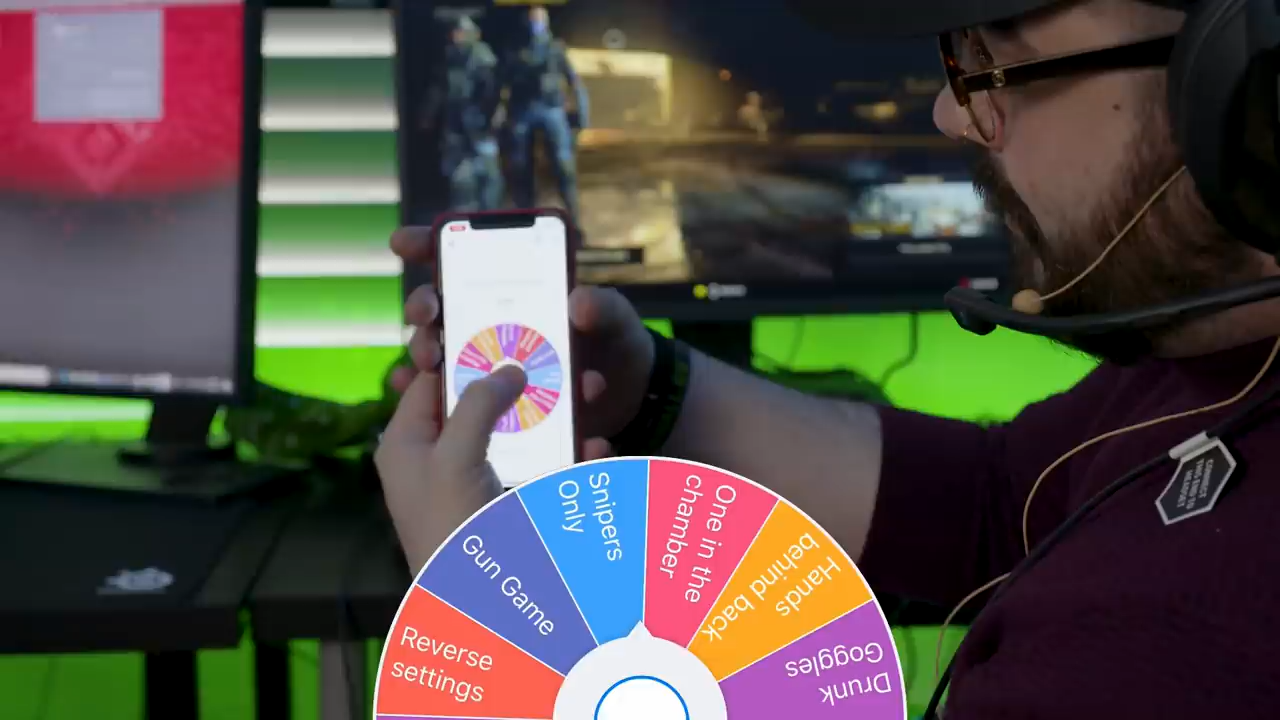 Reverse
settings
Gun Game
Snipers
Only
One in the
chamber
Hands
behind back
Drunk
Goggles